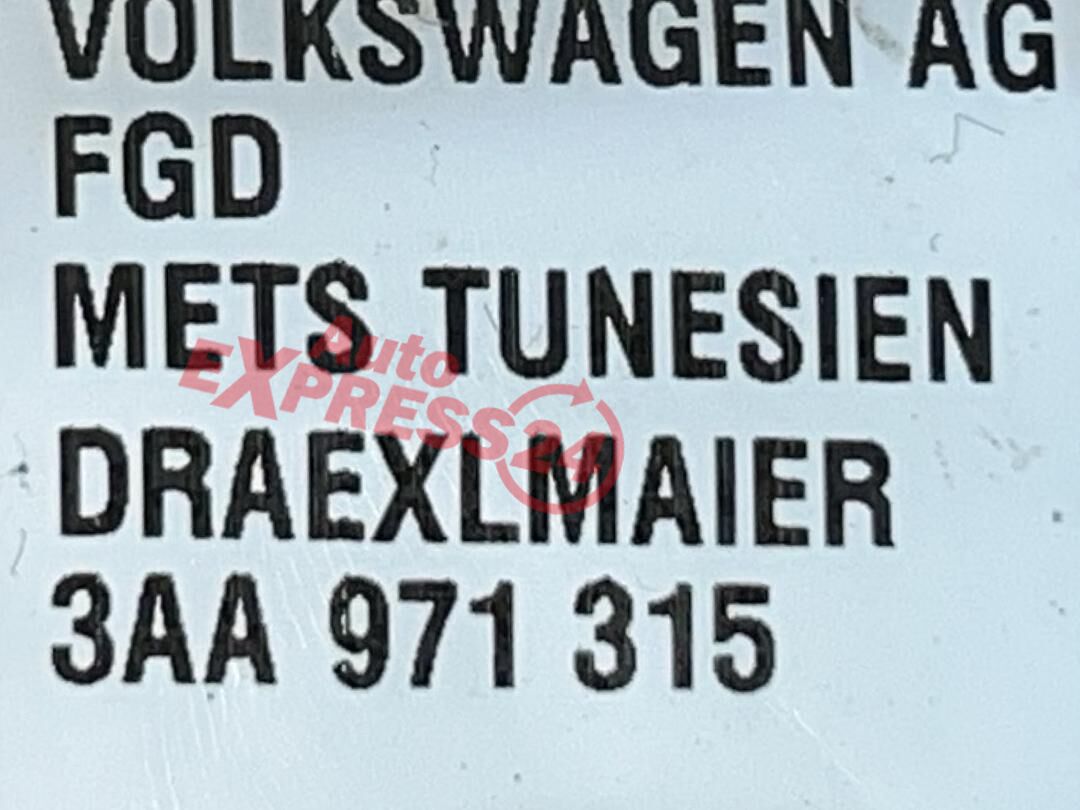 VOLKSWAGEN AG
FGD
METS TUNESIEN
Auto
EXPRESS24
DRAEXLMAIER
3AA 971 315